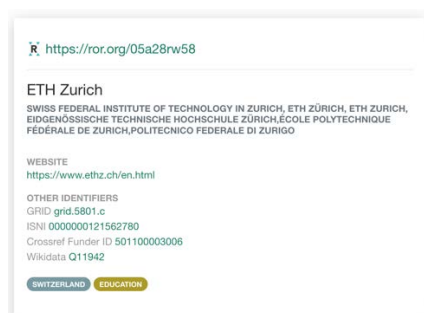 R https://ror.org/05a28rw58
ETH Zurich
SWISS FEDERAL INSTITUTE OF TECHNOLOGY IN ZURICH, ETH ZÜRICH, ETH ZURICH,
EIDGENÖSSISCHE TECHNISCHE HOCHSCHULE ZÜRICH,ÉCOLE POLYTECHNIQUE
FÉDÉRALE DE ZURICH,POLITECNICO FEDERALE DI ZURIGO
WEBSITE
https://www.ethz.ch/en.html
OTHER IDENTIFIERS
GRID grid.5801.c
ISNI 0000000121562780
Crossref Funder ID 501100003006
Wikidata Q11942
SWITZERLAND EDUCATION